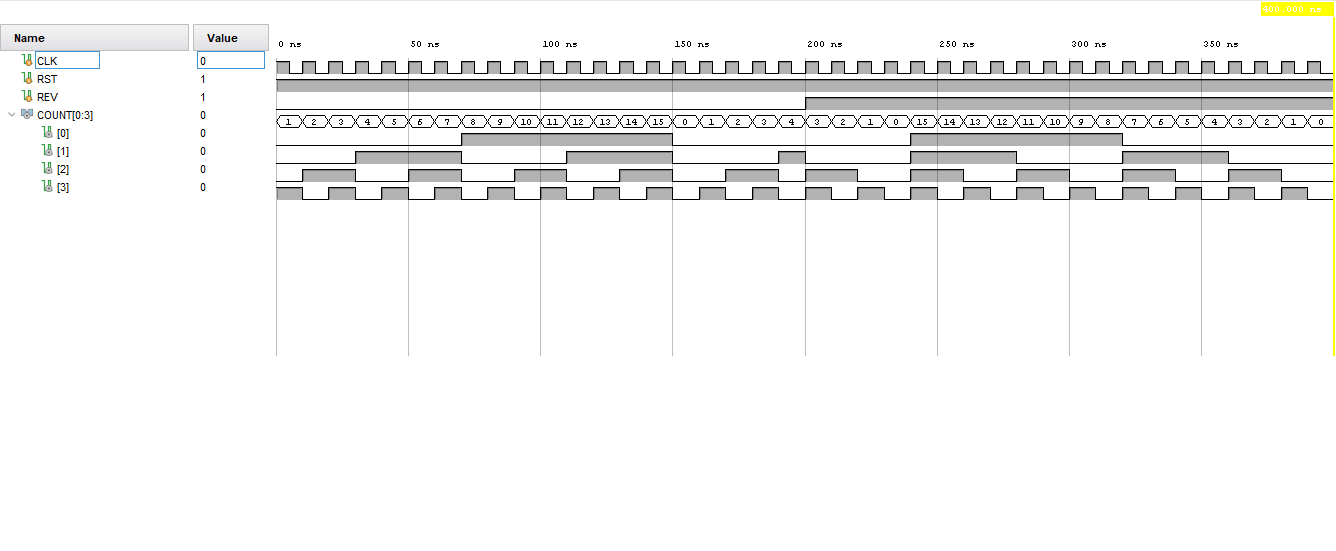 400.000 ns
Name Value
0 ns 50 ns 100 ns 150 ns 200 ns 250 ns 300 ns 350 ns
CLK 0
RST 1
REV 1
COUNT[0:3] 0 1 2 3 4 5 6 7 8 9 10 11 12 13 14 15 0 1 2 3 4 3 2 1 0 15 14 13 12 11 10 9 8 7 6 5 4 3 2 1 0
[0] 0
[1] 0
[2] 0
[3] 0